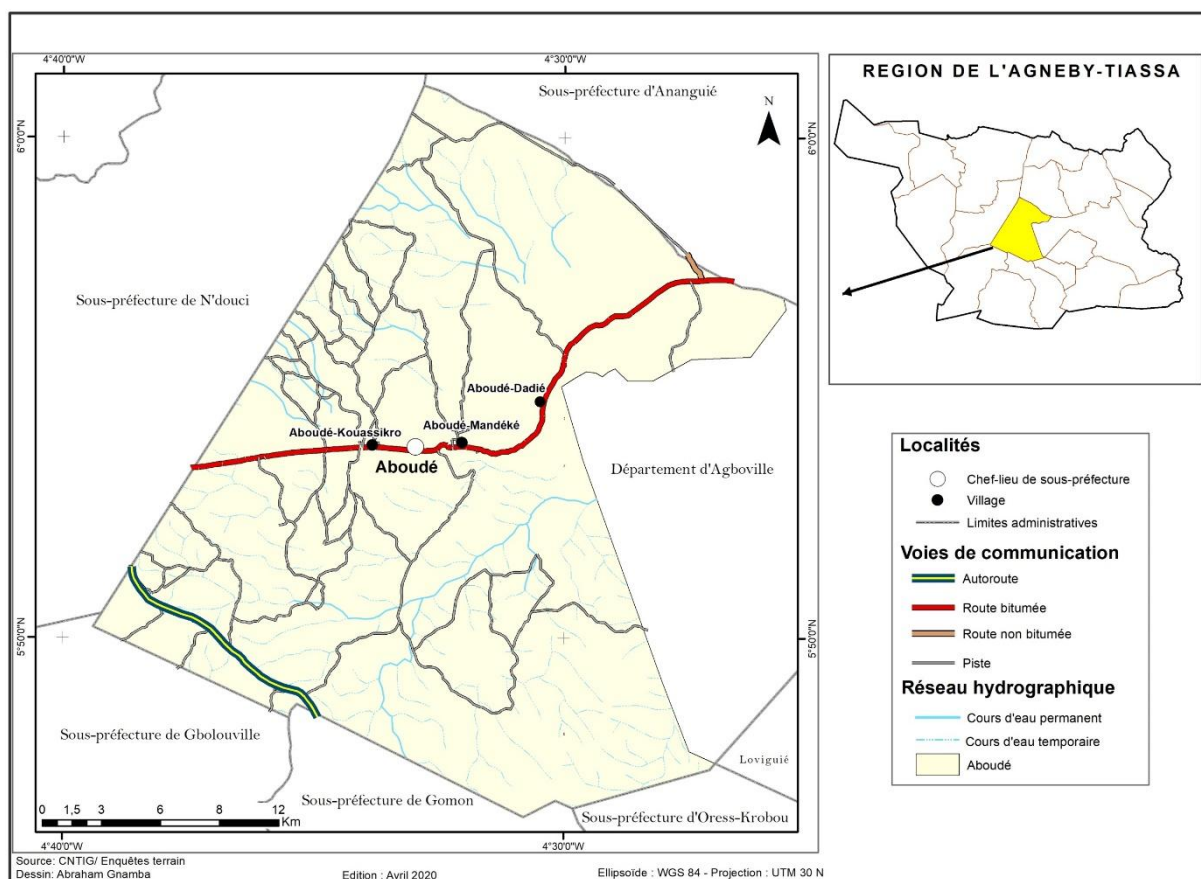 4°40'0"W
4°30'0"W
6°0'0"N
6°0'0"N
Sous-préfecture d'Ananguié
N
Sous-préfecture de N'douci
Aboudé-Dadié
Aboudé-Mandéké
Aboudé-Kouassikro
Aboudé
Département d'Agboville
5°50'0"N
5°50'0"N
Sous-préfecture de Gbolouville
Loviguié
Sous-préfecture de Gomon
Sous-préfecture d'Oress-Krobou
0 1,5 3 6 8 12
Km
4°40'0"W
4°30'0"W
Source: CNTIG/ Enquêtes terrain
Dessin: Abraham Gnamba
Edition : Avril 2020
Ellipsoïde : WGS 84 - Projection : UTM 30 N
REGION DE L'AGNEBY-TIASSA
Localités
Chef-lieu de sous-préfecture
Village
Limites administratives
Voies de communication
Autoroute
Route bitumée
Route non bitumée
Piste
Réseau hydrographique
Cours d'eau permanent
Cours d'eau temporaire
Aboudé